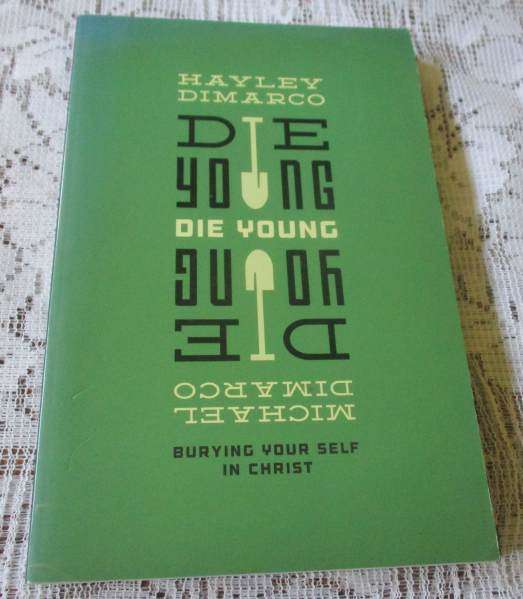 HAYLEY
DIMARCO
DIE
YOUNG
DIE YOUNG
YOUNG
DIE
MICHAEL
DIMARCO
BURYING YOUR SELF
IN CHRIST